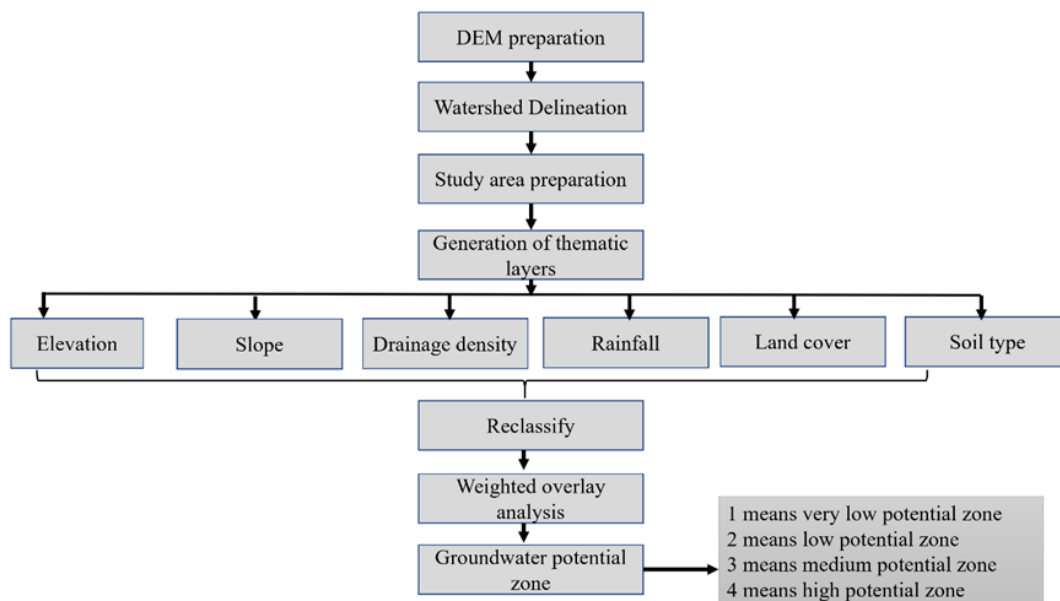 DEM preparation
Watershed Delineation
Study area preparation
Generation of thematic
layers
Elevation
Slope
Drainage density
Rainfall
Land cover
Soil type
Reclassify
Weighted overlay
analysis
Groundwater potential
zone
1 means very low potential zone
2 means low potential zone
3 means medium potential zone
4 means high potential zone